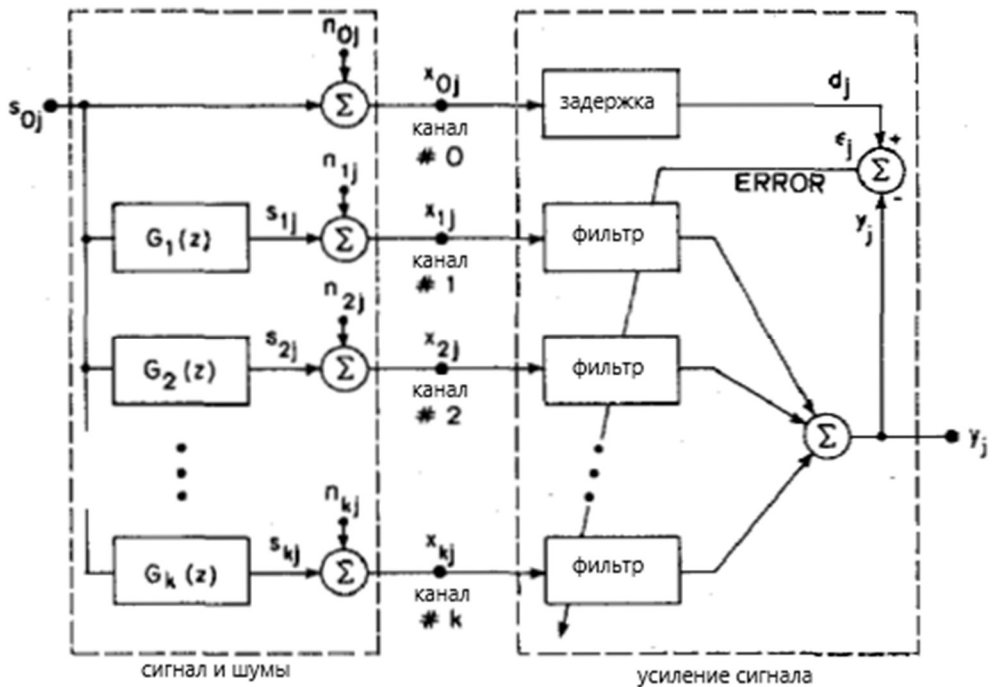 n0j
s0j
Σ
x0j
канал
# 0
задержка
dj
+
ϵj
Σ
ERROR
-
yj
G1(z)
s1j
n1j
Σ
x1j
канал
# 1
фильтр
G2(z)
s2j
n2j
Σ
x2j
канал
# 2
фильтр
Σ
yj
Gk(z)
skj
nkj
Σ
xkj
канал
# k
фильтр
сигнал и шумы
усиление сигнала